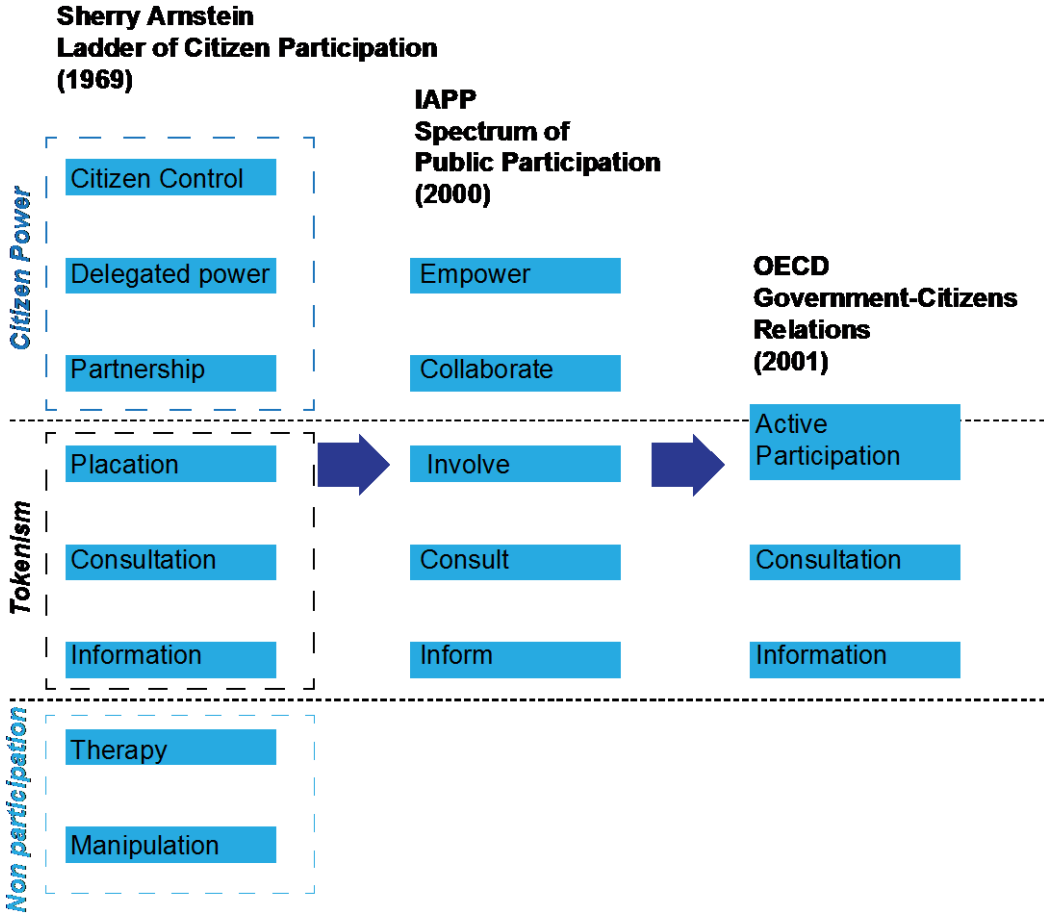 Sherry Arnstein
Ladder of Citizen Participation
(1969)
IAPP
Spectrum of
Public Participation
(2000)
OECD
Government-Citizens
Relations
(2001)
Citizen Power
Citizen Control
Delegated power
Empower
Partnership
Collaborate
Tokenism
Placation
Involve
Active
Participation
Consultation
Consult
Consultation
Information
Inform
Information
Non participation
Therapy
Manipulation